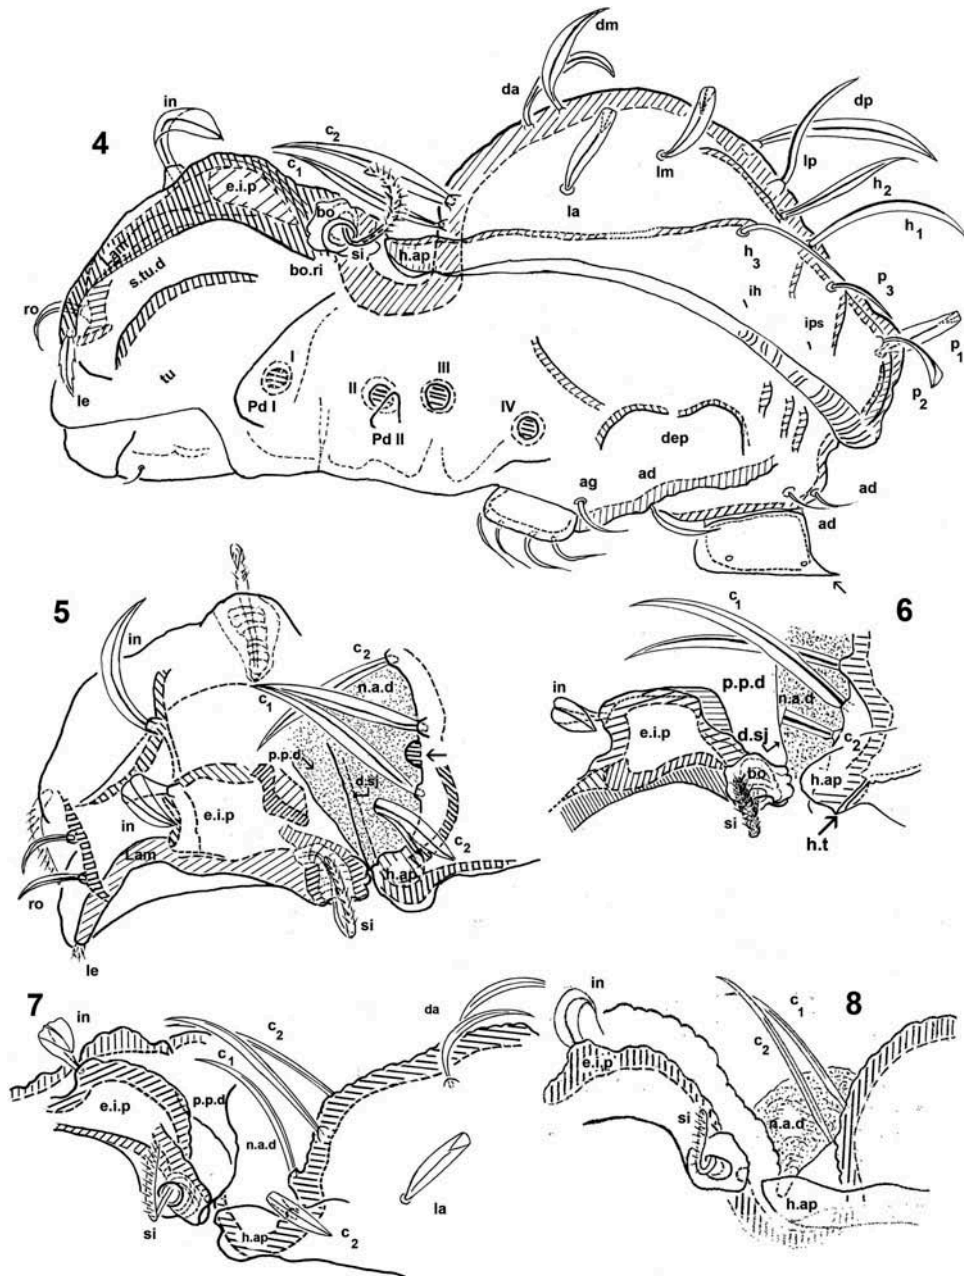 4
in
dm
da
dp
c2
c1
e.i.p
lp
lm
h2
bo
la
h1
si
s.tu.d
bo.ri
h.ap
h3
ro
ih
p3
ips
p1
tu
I
II
III
IV
le
Pd I
Pd II
p2
dep
ag
ad
ad
ad
5
in
c2
n.a.d
c1
p.p.d
d.sj
in
e.i.p
Lam
c2
h.ap
ro
si
le
6
c1
in
p.p.d
n.a.d
e.i.p
d.sj
c2
bo
h.ap
si
h.t
7
in
c2
da
c1
e.i.p
p.p.d
n.a.d
la
si
h.ap
c2
8
in
c1
c2
e.i.p
si
n.a.d
h.ap